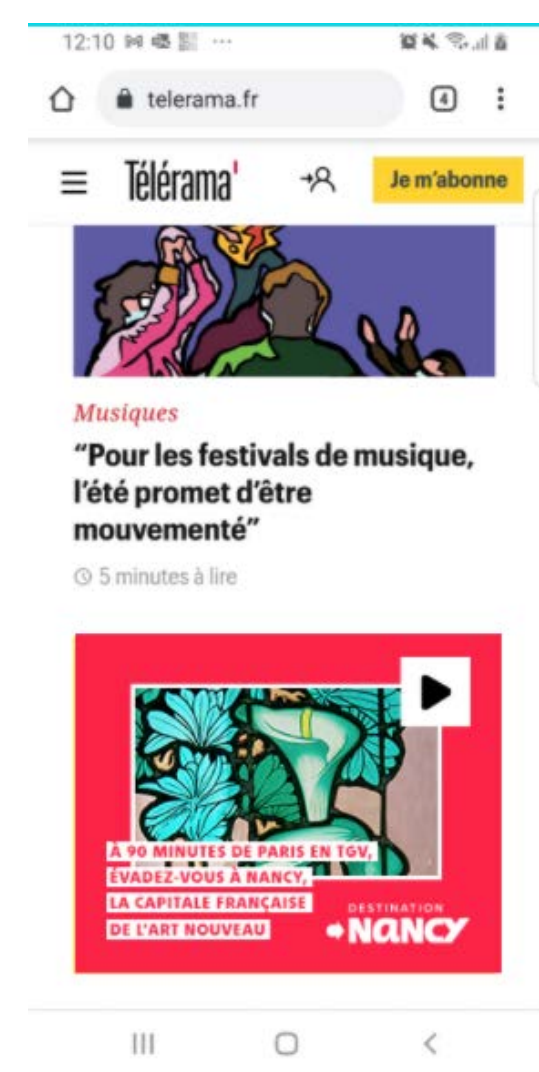 12:10
telerama.fr
4
Télérama'
Je m'abonne
Musiques
“Pour les festivals de musique,
l’été promet d’être
mouvementé”
5 minutes à lire
À 90 MINUTES DE PARIS EN TGV,
ÉVADEZ-VOUS À NANCY,
LA CAPITALE FRANÇAISE
DE L'ART NOUVEAU
DESTINATION
NANCY